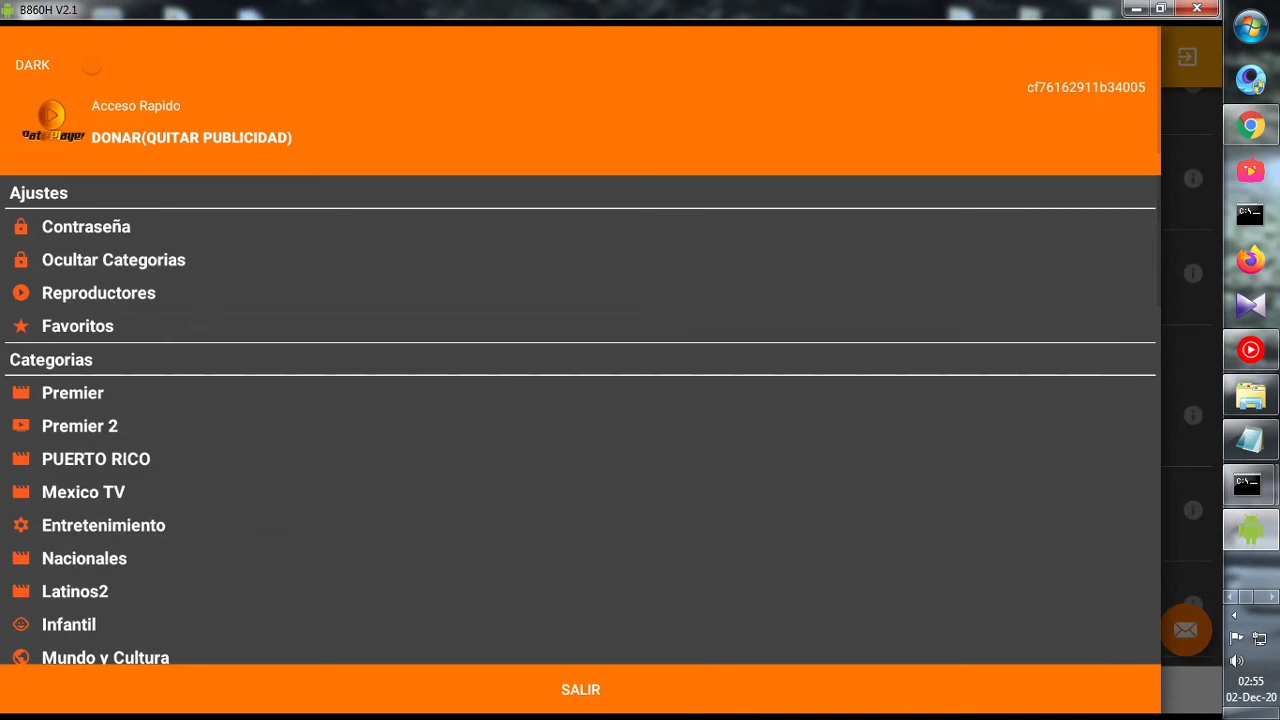 B860H V2.1
DARK
cf76162911b34005
Acceso Rapido
DONAR(QUITAR PUBLICIDAD)
Ajustes
Contraseña
Ocultar Categorias
Reproductores
Favoritos
Categorias
Premier
Premier 2
PUERTO RICO
Mexico TV
Entretenimiento
Nacionales
Latinos2
Infantil
Mundo y Cultura
SALIR
02:55
02-Dec-20